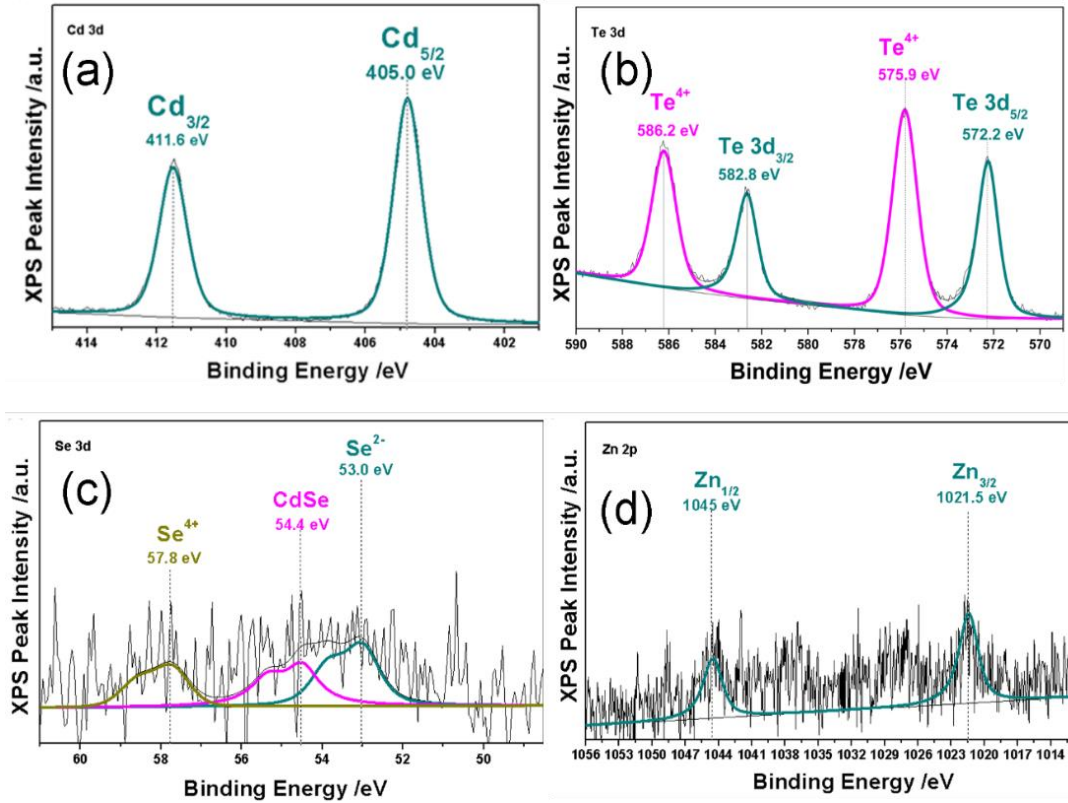 Cd 3d
(a)
Cd5/2
405.0 eV
Cd3/2
411.6 eV
XPS Peak Intensity /a.u.
414 412 410 408 406 404 402
Binding Energy /eV
Te 3d
(b)
Te4+
575.9 eV
Te4+
586.2 eV
Te 3d5/2
572.2 eV
Te 3d3/2
582.8 eV
XPS Peak Intensity /a.u.
590 588 586 584 582 580 578 576 574 572 570
Binding Energy /eV
Se 3d
(c)
Se2-
53.0 eV
CdSe
54.4 eV
Se4+
57.8 eV
XPS Peak Intensity /a.u.
60 58 56 54 52 50
Binding Energy /eV
Zn 2p
(d)
Zn1/2
1045 eV
Zn3/2
1021.5 eV
XPS Peak Intensity /a.u.
1056 1053 1050 1047 1044 1041 1038 1035 1032 1029 1026 1023 1020 1017 1014
Binding Energy /eV